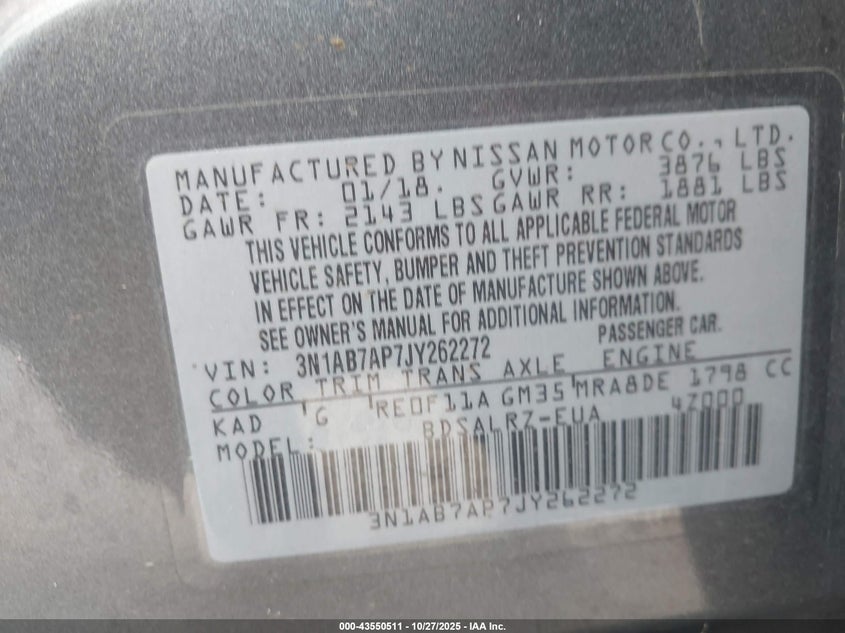 MANUFACTURED BY NISSAN MOTOR CO., LTD.
DATE: 01/18. GVWR: 3876 LBS
GAWR FR: 2143 LBS GAWR RR: 1881 LBS
THIS VEHICLE CONFORMS TO ALL APPLICABLE FEDERAL MOTOR
VEHICLE SAFETY, BUMPER AND THEFT PREVENTION STANDARDS
IN EFFECT ON THE DATE OF MANUFACTURE SHOWN ABOVE.
SEE OWNER'S MANUAL FOR ADDITIONAL INFORMATION.
VIN: 3N1AB7AP7JY262272 PASSENGER CAR.
COLOR TRIM TRANS AXLE ENGINE
KAD G RE0F11A GM35 MRA8DE 1798 CC
MODEL: BDSALRZ-EUA 4Z000
3N1AB7AP7JY262272
000-43550511 - 10/27/2025 - IAA Inc.